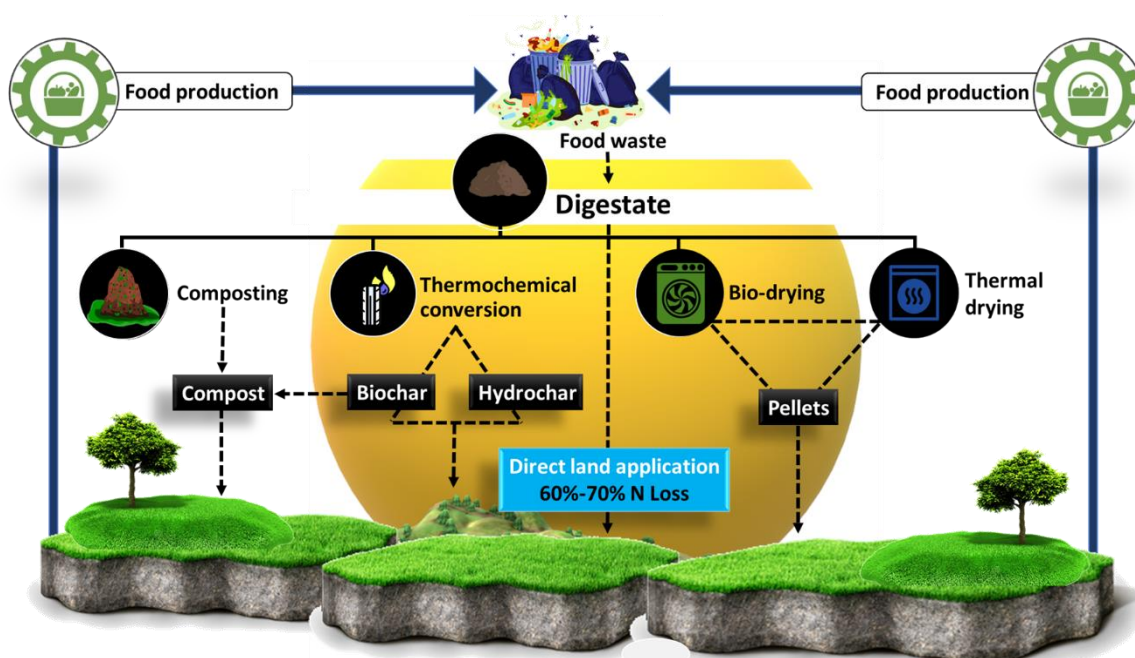 Food production
Food production
Food waste
Digestate
Composting
Thermochemical
conversion
Bio-drying
Thermal
drying
Compost
Biochar
Hydrochar
Pellets
Direct land application
60%-70% N Loss